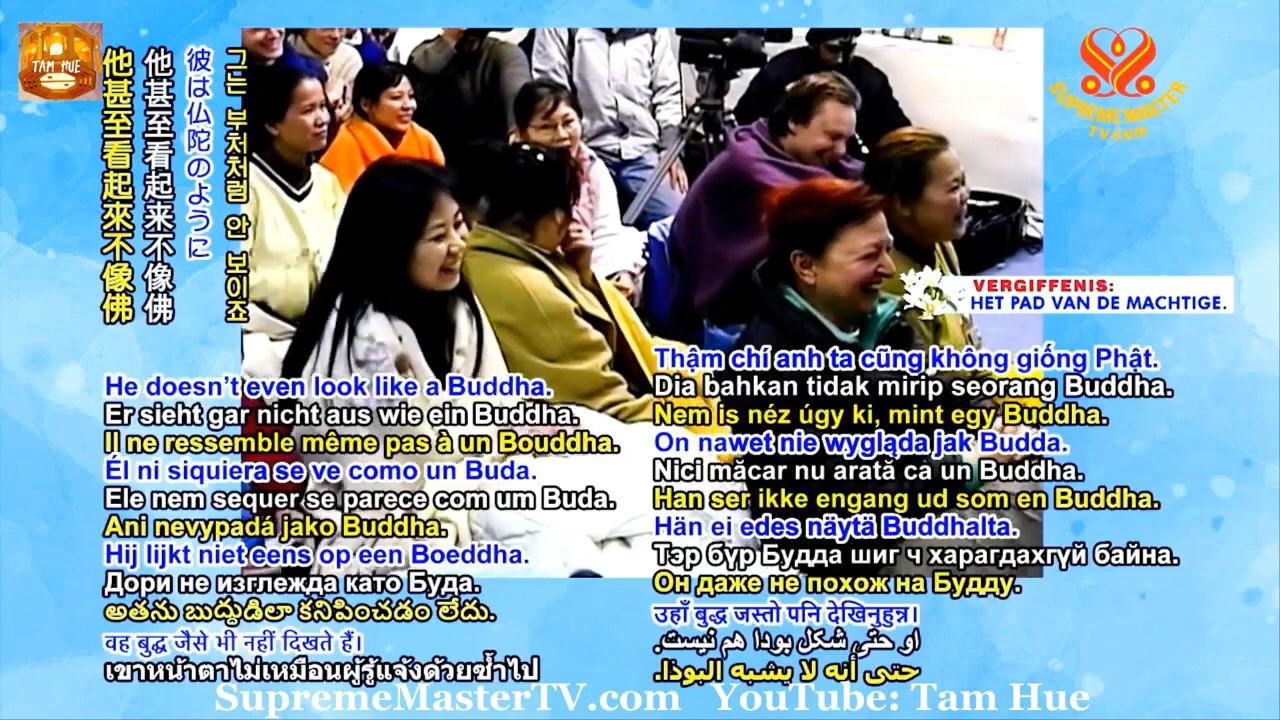 TAM HUE
SUPREME MASTER
TV.com
그는 부처처럼 안 보이죠
彼は仏陀のように
他甚至看起来不像佛
他甚至看起來不像佛
VERGIFFENIS:
HET PAD VAN DE MACHTIGE.
He doesn't even look like a Buddha.
Er sieht gar nicht aus wie ein Buddha.
Il ne ressemble même pas à un Bouddha.
Él ni siquiera se ve como un Buda.
Ele nem sequer se parece com um Buda.
Ani nevypadá jako Buddha.
Hij lijkt niet eens op een Boeddha.
Дори не изглежда като Буда.
అతను బుద్ధుడిలా కనిపించడం లేదు.
वह बुद्ध जैसे भी नहीं दिखते हैं।
เขาหน้าตาไม่เหมือนผู้รู้แจ้งด้วยซ้ำไป
Thậm chí anh ta cũng không giống Phật.
Dia bahkan tidak mirip seorang Buddha.
Nem is néz úgy ki, mint egy Buddha.
On nawet nie wygląda jak Budda.
Nici măcar nu arată ca un Buddha.
Han ser ikke engang ud som en Buddha.
Hän ei edes näytä Buddhalta.
Тэр бүр Будда шиг ч харагдахгүй байна.
Он даже не похож на Будду.
उहाँ बुद्ध जस्तो पनि देखिनुहुन्न।
او حتی شکل بودا هم نیست.
حتى أنه لا يشبه البوذا.
SupremeMasterTV.com YouTube: Tam Hue